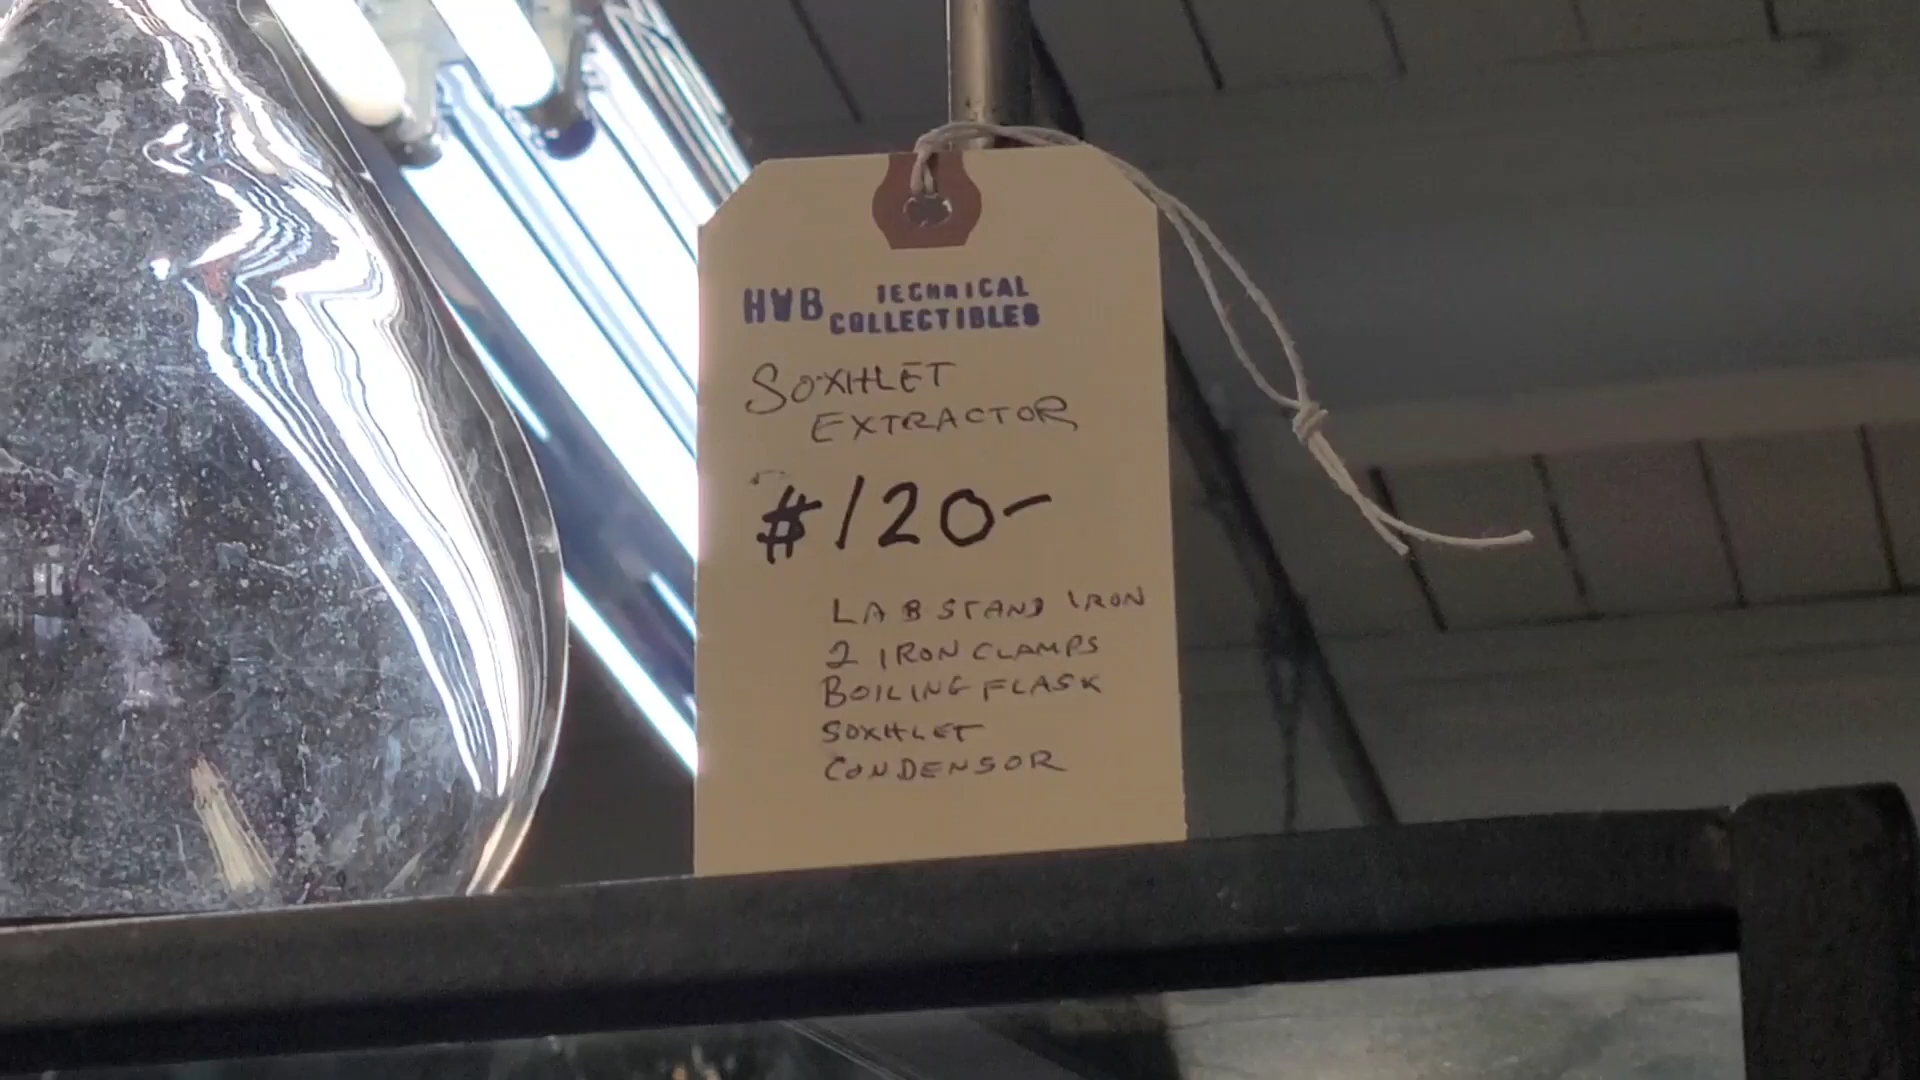 HWB TECHNICAL
COLLECTIBLES
SOXHLET
EXTRACTOR
$120-
LAB STAND IRON
2 IRON CLAMPS
BOILING FLASK
SOXHLET
CONDENSOR